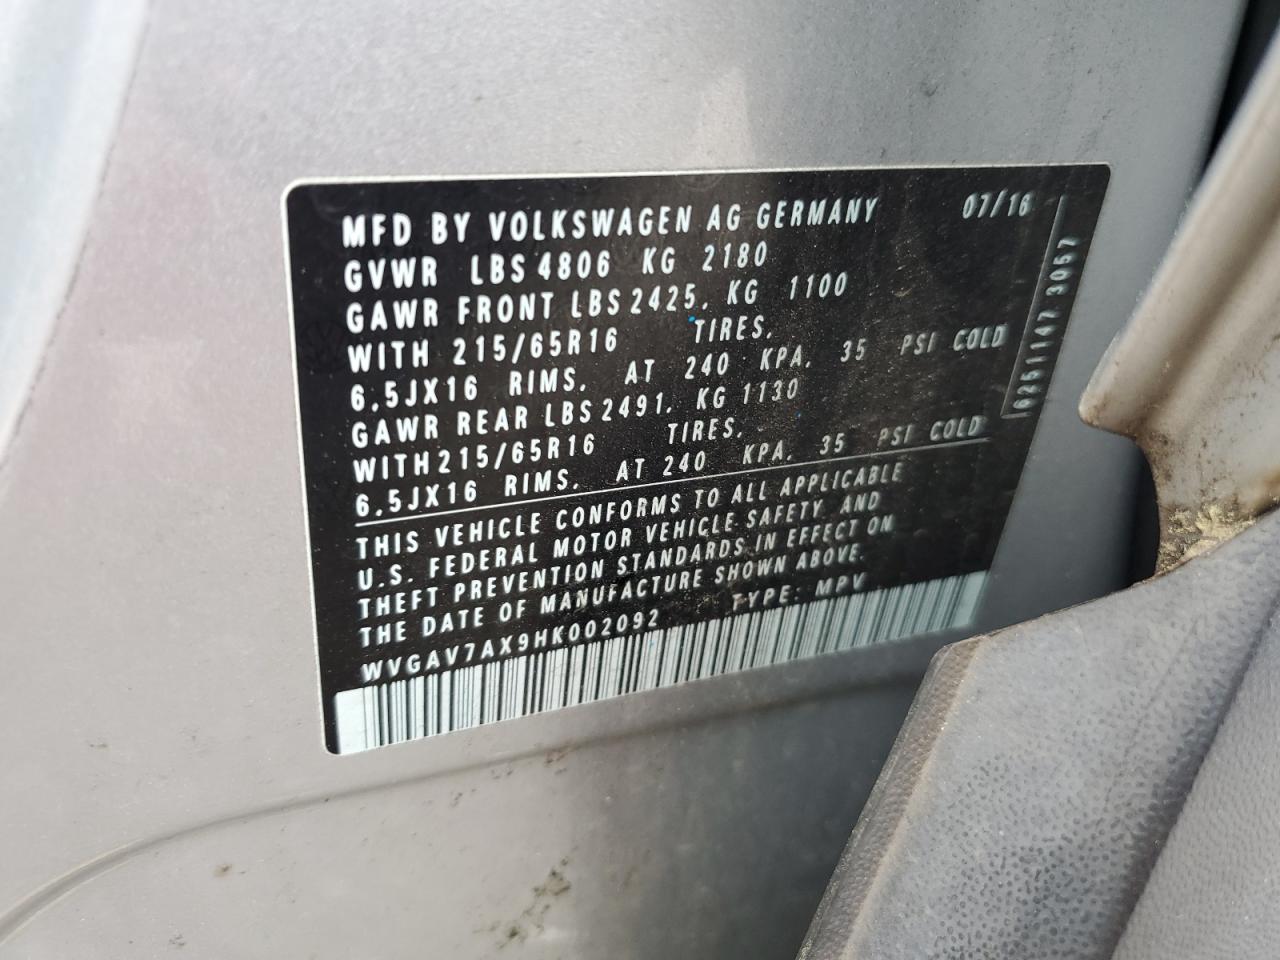 MFD BY VOLKSWAGEN AG GERMANY 07/16
GVWR LBS 4806 KG 2180
GAWR FRONT LBS 2425, KG 1100
WITH 215/65R16 TIRES,
6,5JX16 RIMS, AT 240 KPA, 35 PSI COLD
GAWR REAR LBS 2491, KG 1130
WITH 215/65R16 TIRES,
6,5JX16 RIMS, AT 240 KPA, 35 PSI COLD
THIS VEHICLE CONFORMS TO ALL APPLICABLE
U.S. FEDERAL MOTOR VEHICLE SAFETY AND
THEFT PREVENTION STANDARDS IN EFFECT ON
THE DATE OF MANUFACTURE SHOWN ABOVE.
WVGAV7AX9HK002092 TYPE: MPV
6251147 3057